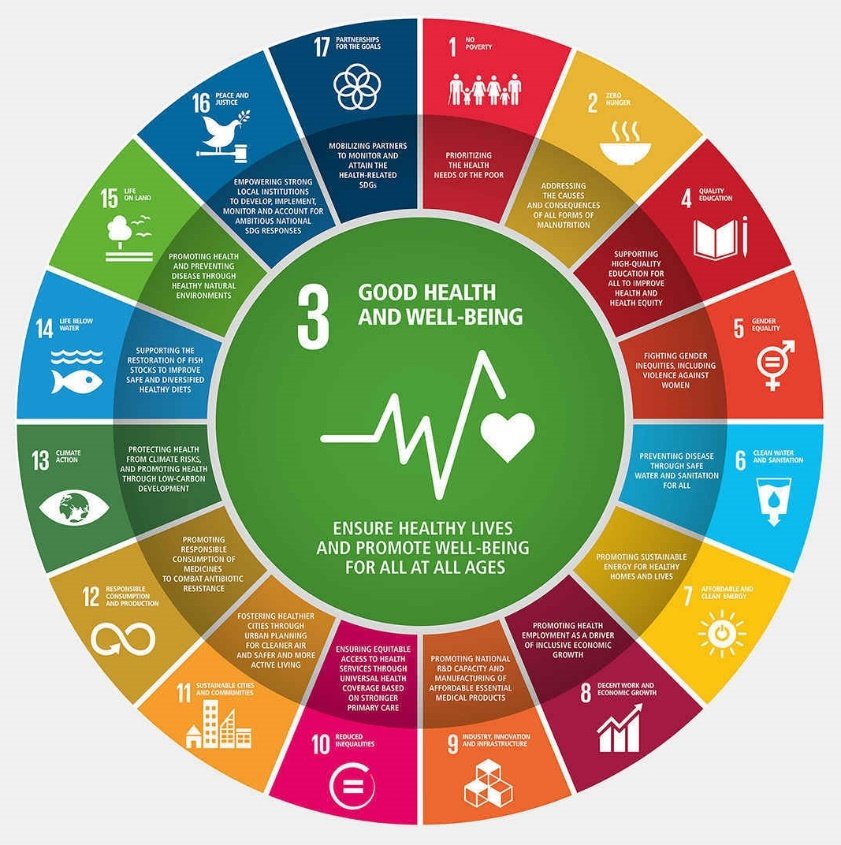 3
GOOD HEALTH
AND WELL-BEING
ENSURE HEALTHY LIVES
AND PROMOTE WELL-BEING
FOR ALL AT ALL AGES
1
NO
POVERTY
PRIORITIZING
THE HEALTH
NEEDS OF THE POOR
2
ZERO
HUNGER
ADDRESSING
THE CAUSES
AND CONSEQUENCES
OF ALL FORMS OF
MALNUTRITION
4
QUALITY
EDUCATION
SUPPORTING
HIGH-QUALITY
EDUCATION FOR
ALL TO IMPROVE
HEALTH AND
HEALTH EQUITY
5
GENDER
EQUALITY
FIGHTING GENDER
INEQUITIES, INCLUDING
VIOLENCE AGAINST
WOMEN
6
CLEAN WATER
AND SANITATION
PREVENTING DISEASE
THROUGH SAFE
WATER AND SANITATION
FOR ALL
7
AFFORDABLE AND
CLEAN ENERGY
PROMOTING SUSTAINABLE
ENERGY FOR HEALTHY
HOMES AND LIVES
8
DECENT WORK AND
ECONOMIC GROWTH
PROMOTING HEALTH
EMPLOYMENT AS A DRIVER
OF INCLUSIVE ECONOMIC
GROWTH
9
INDUSTRY, INNOVATION
AND INFRASTRUCTURE
PROMOTING NATIONAL
R&D CAPACITY AND
MANUFACTURING OF
AFFORDABLE ESSENTIAL
MEDICAL PRODUCTS
10
REDUCED
INEQUALITIES
ENSURING EQUITABLE
ACCESS TO HEALTH
SERVICES THROUGH
UNIVERSAL HEALTH
COVERAGE BASED
ON STRONGER
PRIMARY CARE
11
SUSTAINABLE CITIES
AND COMMUNITIES
FOSTERING HEALTHIER
CITIES THROUGH
URBAN PLANNING
FOR CLEANER AIR
AND SAFER AND MORE
ACTIVE LIVING
12
RESPONSIBLE
CONSUMPTION
AND PRODUCTION
PROMOTING
RESPONSIBLE
CONSUMPTION OF
MEDICINES
TO COMBAT ANTIBIOTIC
RESISTANCE
13
CLIMATE
ACTION
PROTECTING HEALTH
FROM CLIMATE RISKS,
AND PROMOTING HEALTH
THROUGH LOW-CARBON
DEVELOPMENT
14
LIFE BELOW
WATER
SUPPORTING THE
RESTORATION OF FISH
STOCKS TO IMPROVE
SAFE AND DIVERSIFIED
HEALTHY DIETS
15
LIFE
ON LAND
PROMOTING HEALTH
AND PREVENTING
DISEASE THROUGH
HEALTHY NATURAL
ENVIRONMENTS
16
PEACE AND
JUSTICE
EMPOWERING STRONG
LOCAL INSTITUTIONS
TO DEVELOP, IMPLEMENT,
MONITOR AND ACCOUNT FOR
AMBITIOUS NATIONAL
SDG RESPONSES
17
PARTNERSHIPS
FOR THE GOALS
MOBILIZING PARTNERS
TO MONITOR AND
ATTAIN THE
HEALTH-RELATED
SDGs